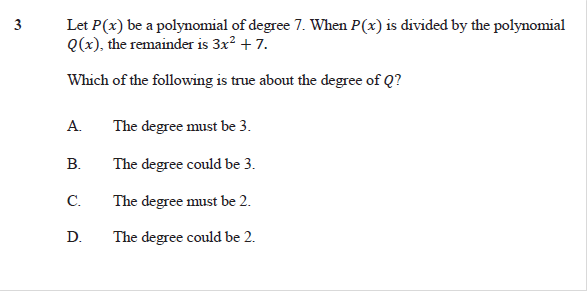 3 Let P(x) be a polynomial of degree 7. When P(x) is divided by the polynomial
Q(x), the remainder is 3x² + 7.
Which of the following is true about the degree of Q?
A. The degree must be 3.
B. The degree could be 3.
C. The degree must be 2.
D. The degree could be 2.